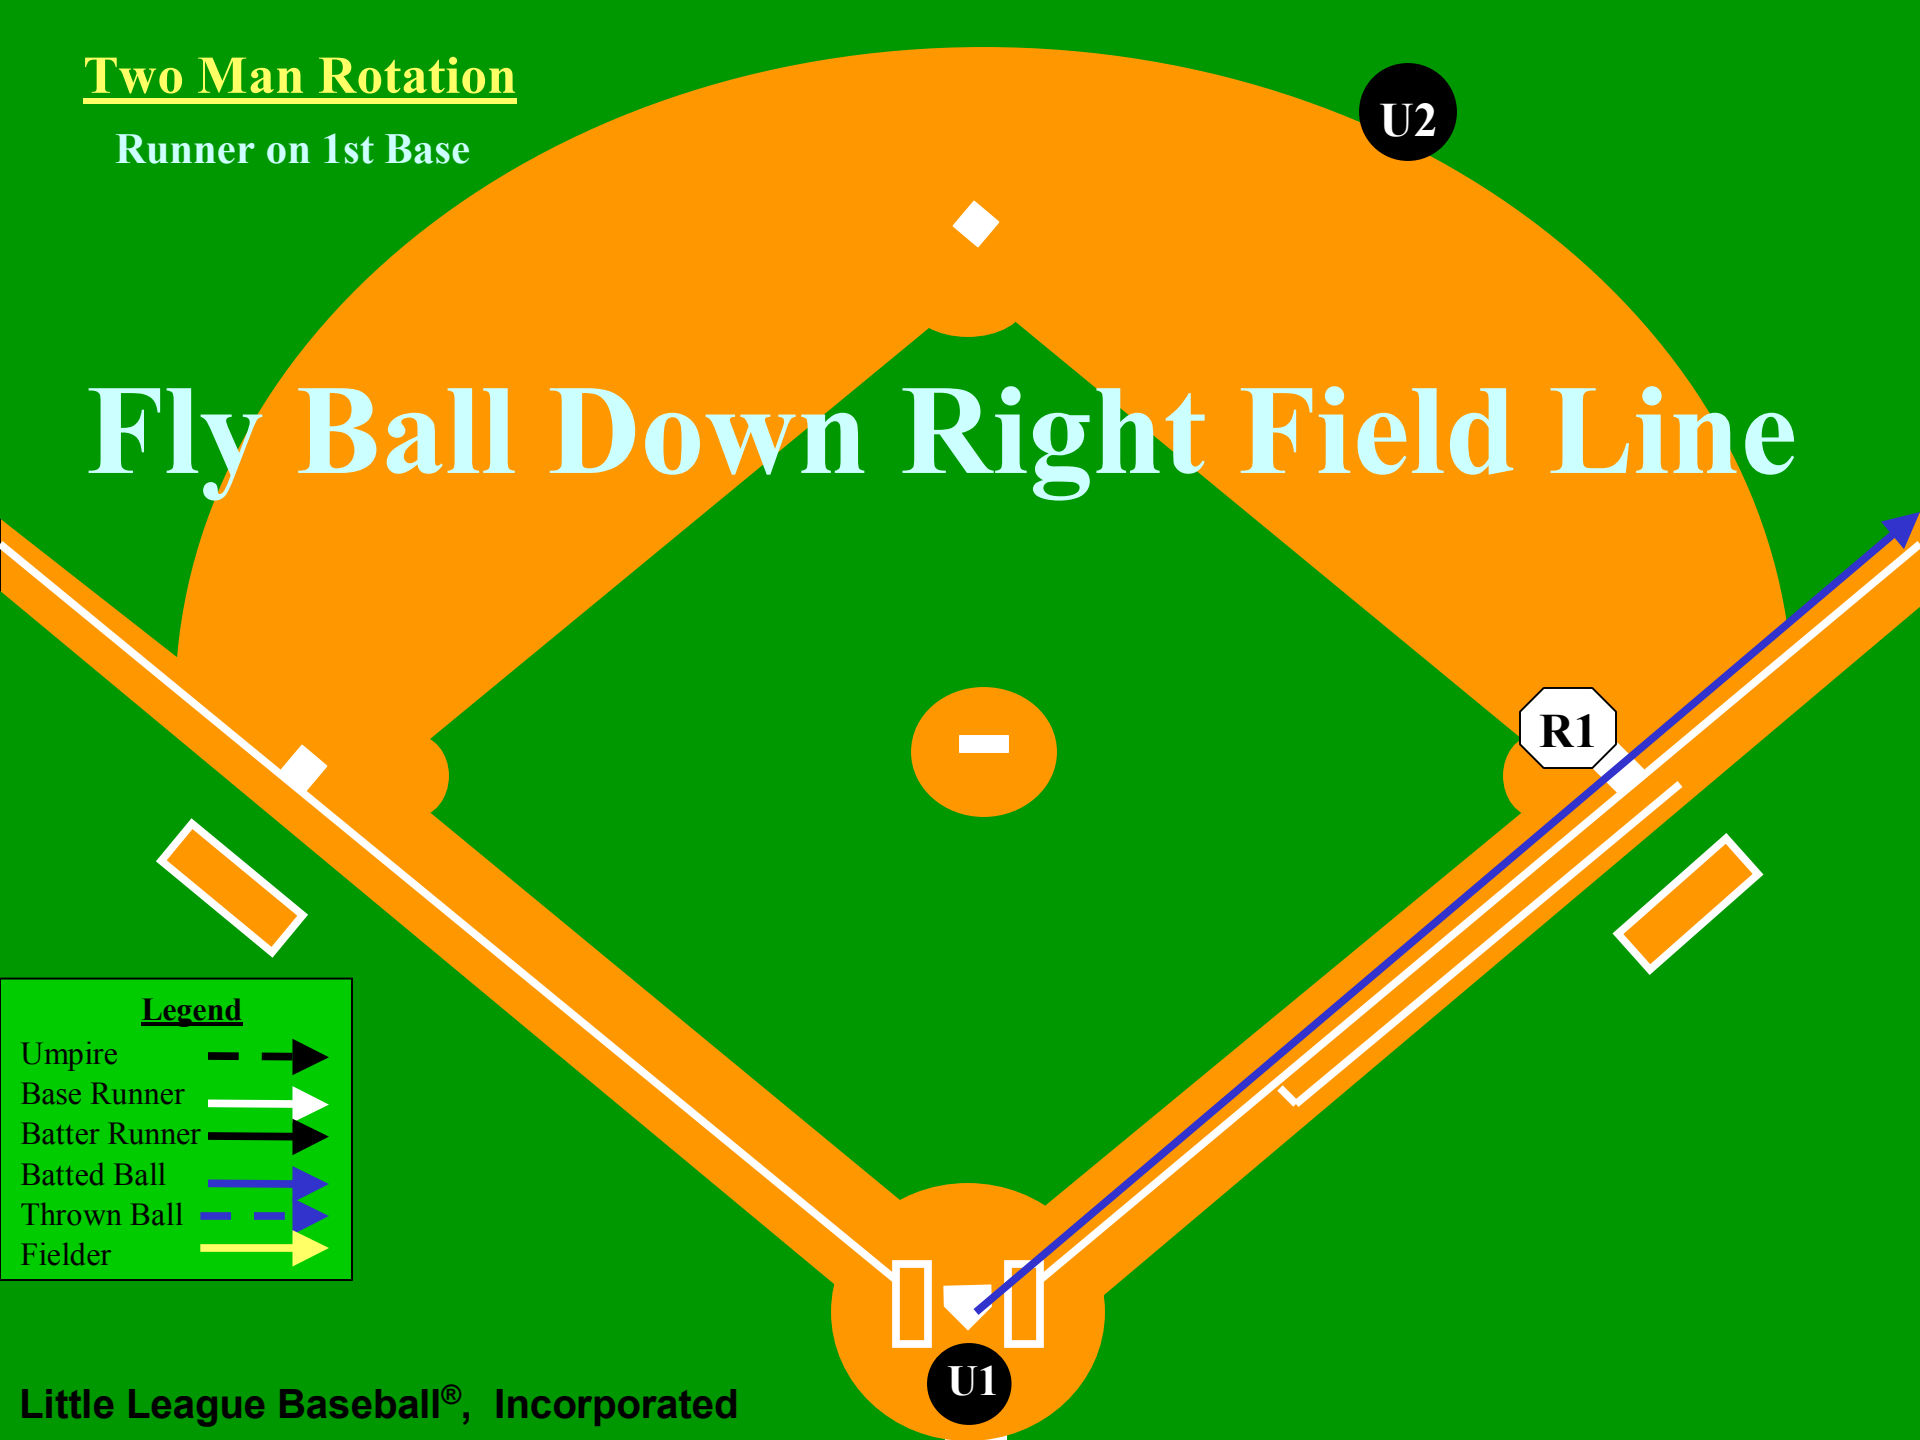 Two Man Rotation
Runner on 1st Base
U2
Fly Ball Down Right Field Line
R1
Legend
Umpire
Base Runner
Batter Runner
Batted Ball
Thrown Ball
Fielder
U1
Little League Baseball®, Incorporated